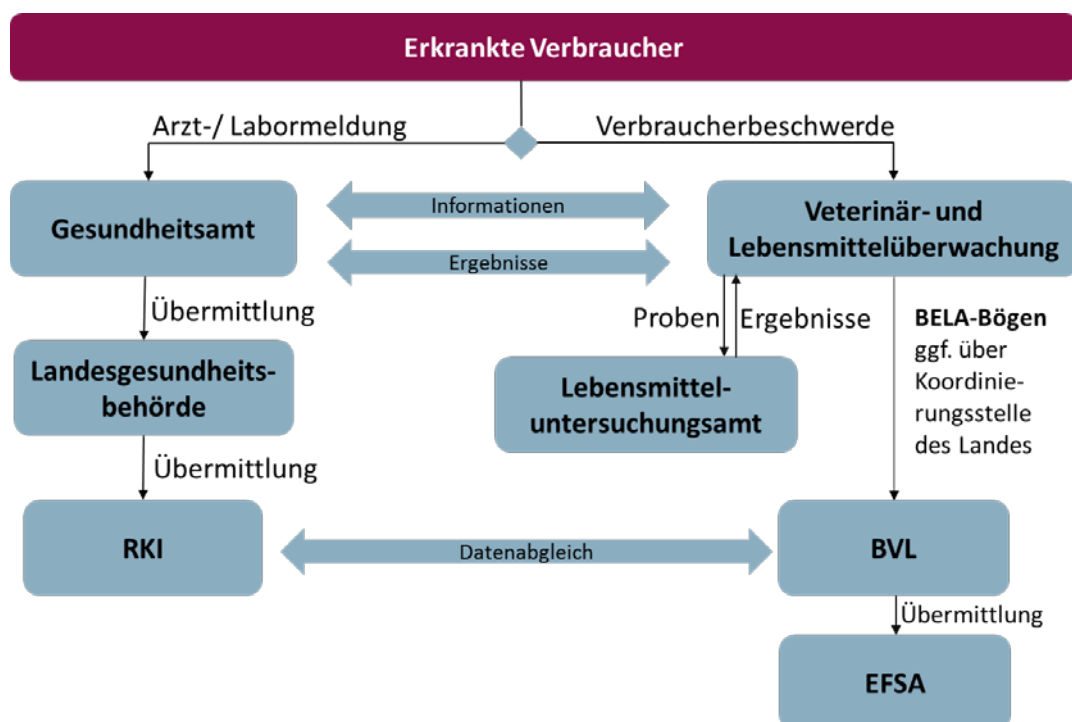 Erkrankte Verbraucher
Arzt-/ Labormeldung
Verbraucherbeschwerde
Gesundheitsamt
Informationen
Ergebnisse
Veterinär- und
Lebensmittelüberwachung
Übermittlung
Proben
Ergebnisse
BELA-Bögen
ggf. über
Koordinie-
rungsstelle
des Landes
Landesgesundheits-
behörde
Lebensmittel-
untersuchungsamt
Übermittlung
RKI
Datenabgleich
BVL
Übermittlung
EFSA